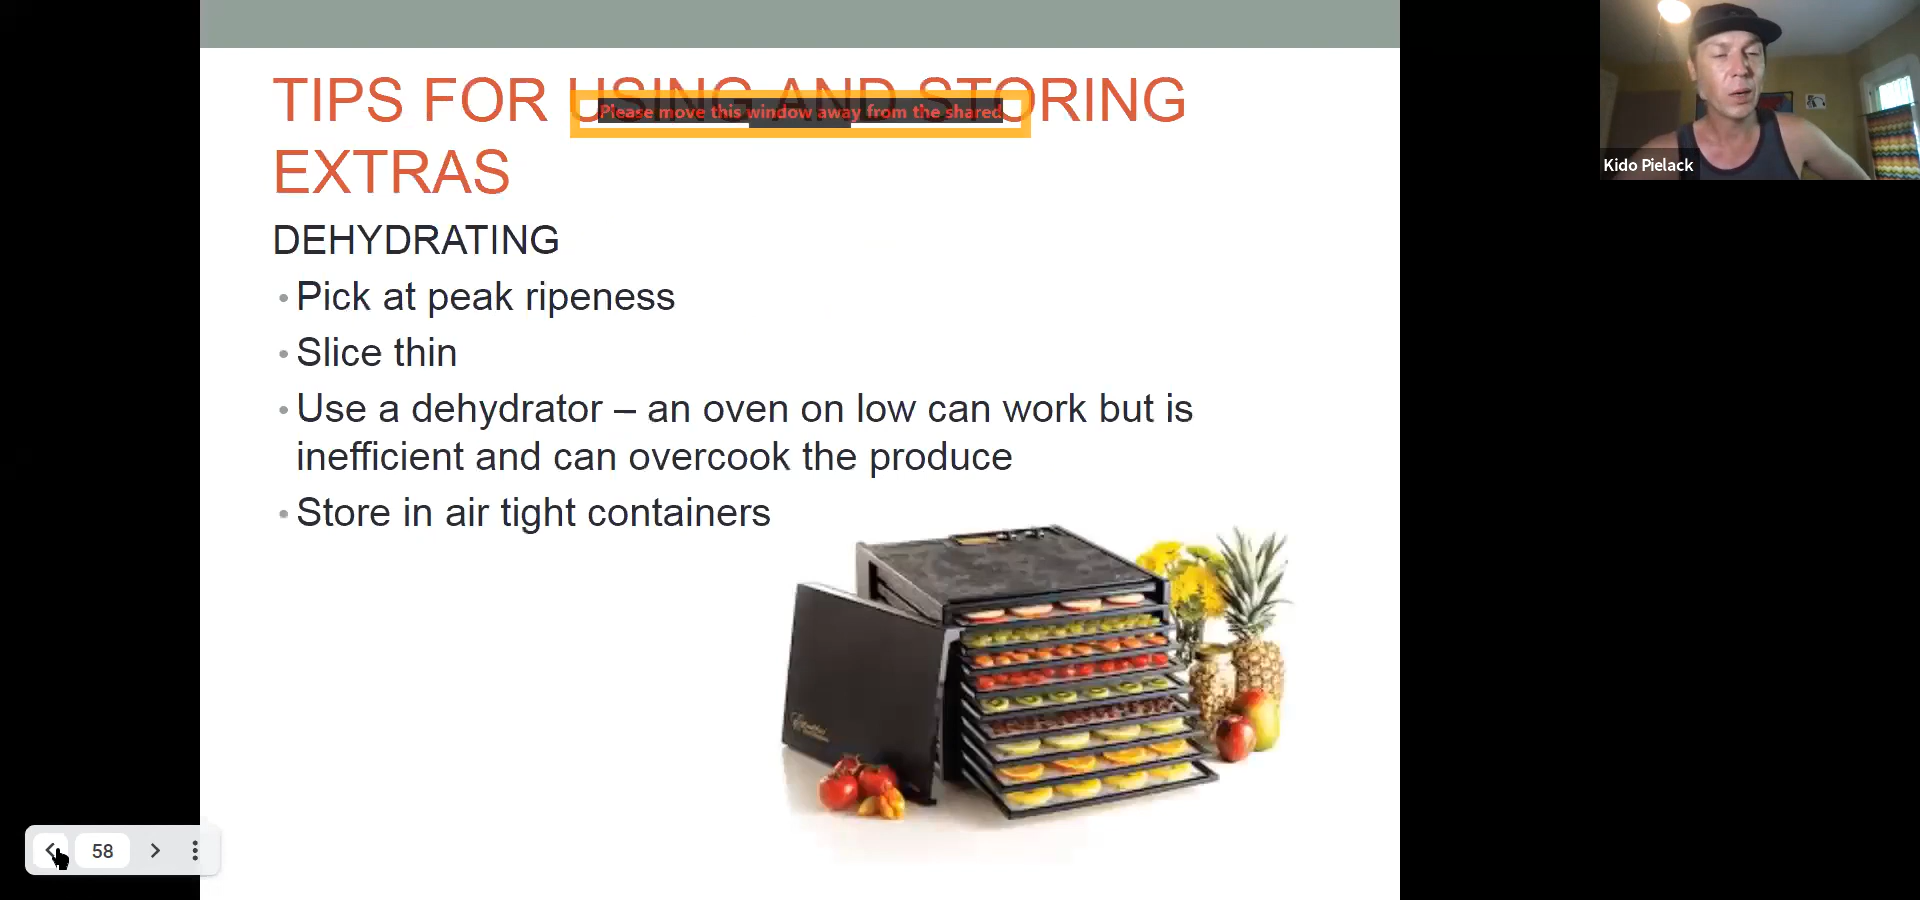 TIPS FOR USING AND STORING
Please move this window away from the shared
EXTRAS
DEHYDRATING
• Pick at peak ripeness
• Slice thin
• Use a dehydrator – an oven on low can work but is
inefficient and can overcook the produce
• Store in air tight containers
Kido Pielack
58